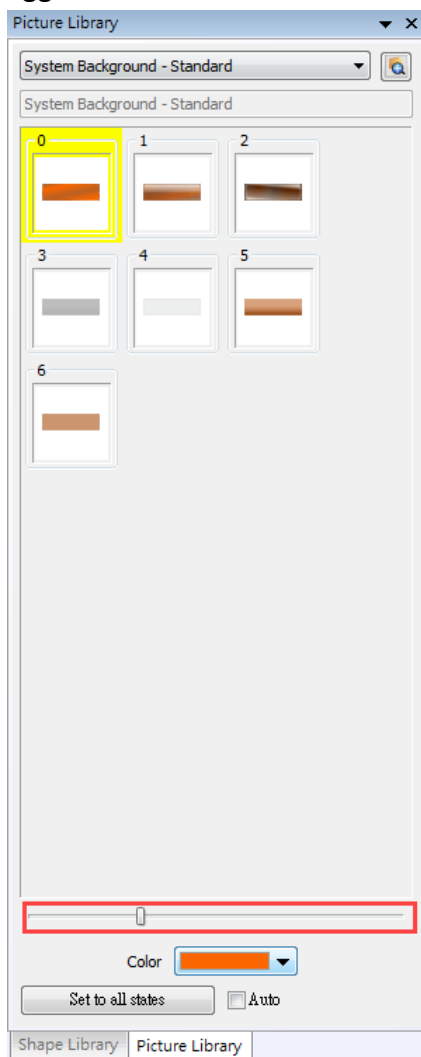 Picture Library
System Background - Standard
System Background - Standard
0 1 2
3 4 5
6
Color
Set to all states Auto
Shape Library Picture Library